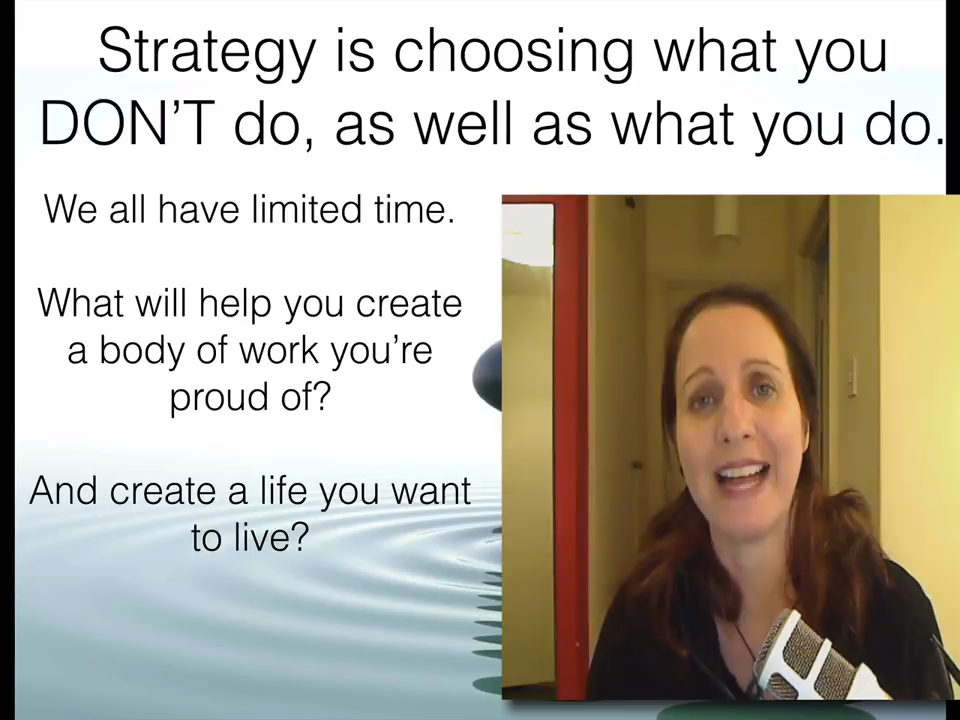 Strategy is choosing what you
DON'T do, as well as what you do.
We all have limited time.
What will help you create
a body of work you're
proud of?
And create a life you want
to live?